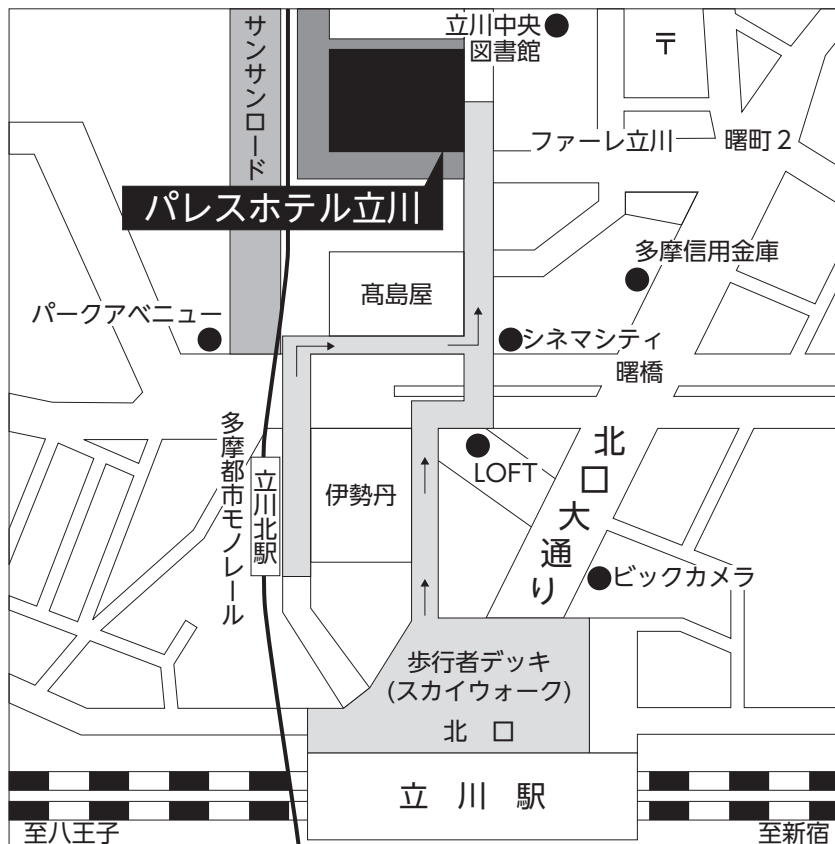 サンサンロード
立川中央
図書館
〒
ファーレ立川
曙町2
パレスホテル立川
多摩信用金庫
髙島屋
パークアベニュー
シネマシティ
曙橋
多摩都市モノレール
立川北駅
伊勢丹
LOFT
北口大通り
ビックカメラ
歩行者デッキ
(スカイウォーク)
北 口
立 川 駅
至八王子
至新宿